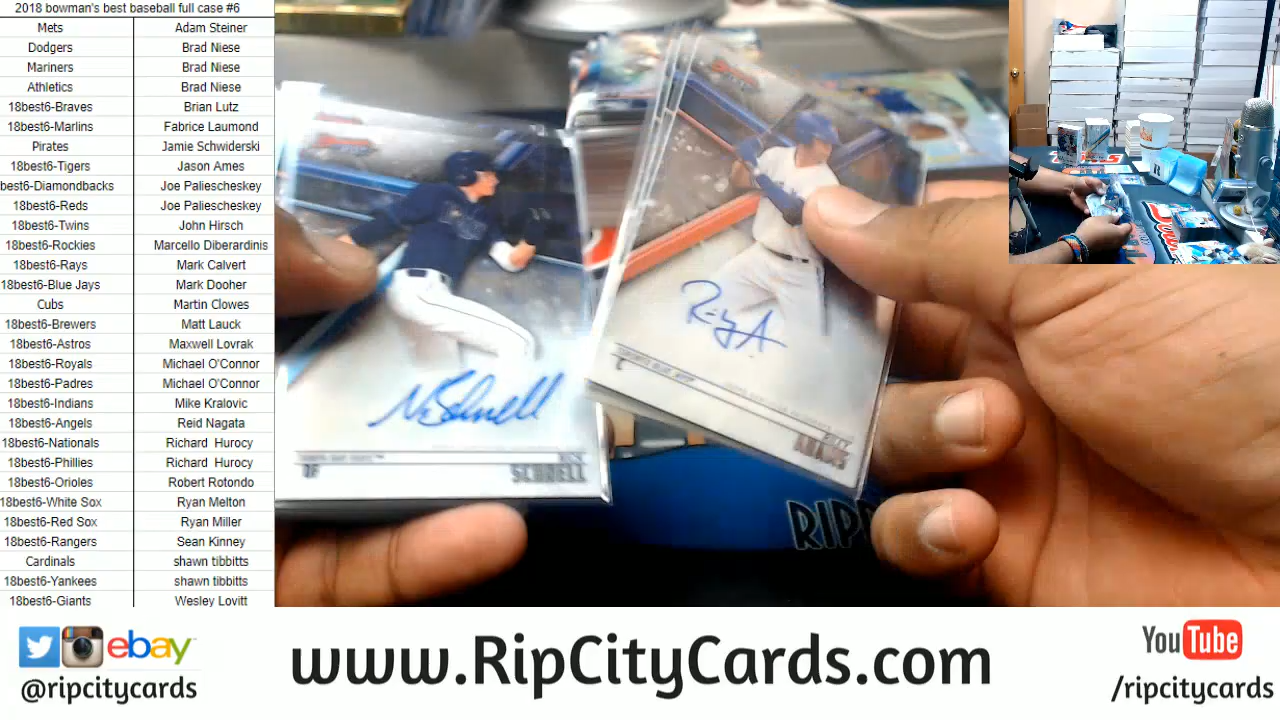 2018 bowman's best baseball full case #6
Mets Adam Steiner
Dodgers Brad Niese
Mariners Brad Niese
Athletics Brad Niese
18best6-Braves Brian Lutz
18best6-Marlins Fabrice Laumond
Pirates Jamie Schwiderski
18best6-Tigers Jason Ames
best6-Diamondbacks Joe Paliescheskey
18best6-Reds Joe Paliescheskey
18best6-Twins John Hirsch
18best6-Rockies Marcello Diberardinis
18best6-Rays Mark Calvert
18best6-Blue Jays Mark Dooher
Cubs Martin Clowes
18best6-Brewers Matt Lauck
18best6-Astros Maxwell Lovrak
18best6-Royals Michael O'Connor
18best6-Padres Michael O'Connor
18best6-Indians Mike Kralovic
18best6-Angels Reid Nagata
18best6-Nationals Richard Hurocy
18best6-Phillies Richard Hurocy
18best6-Orioles Robert Rotondo
18best6-White Sox Ryan Melton
18best6-Red Sox Ryan Miller
18best6-Rangers Sean Kinney
Cardinals shawn tibbitts
18best6-Yankees shawn tibbitts
18best6-Giants Wesley Lovitt
OF
SCHNELL
ADAMS
RIPP
ebay
@ripcitycards
www.RipCityCards.com
YouTube
/ripcitycards